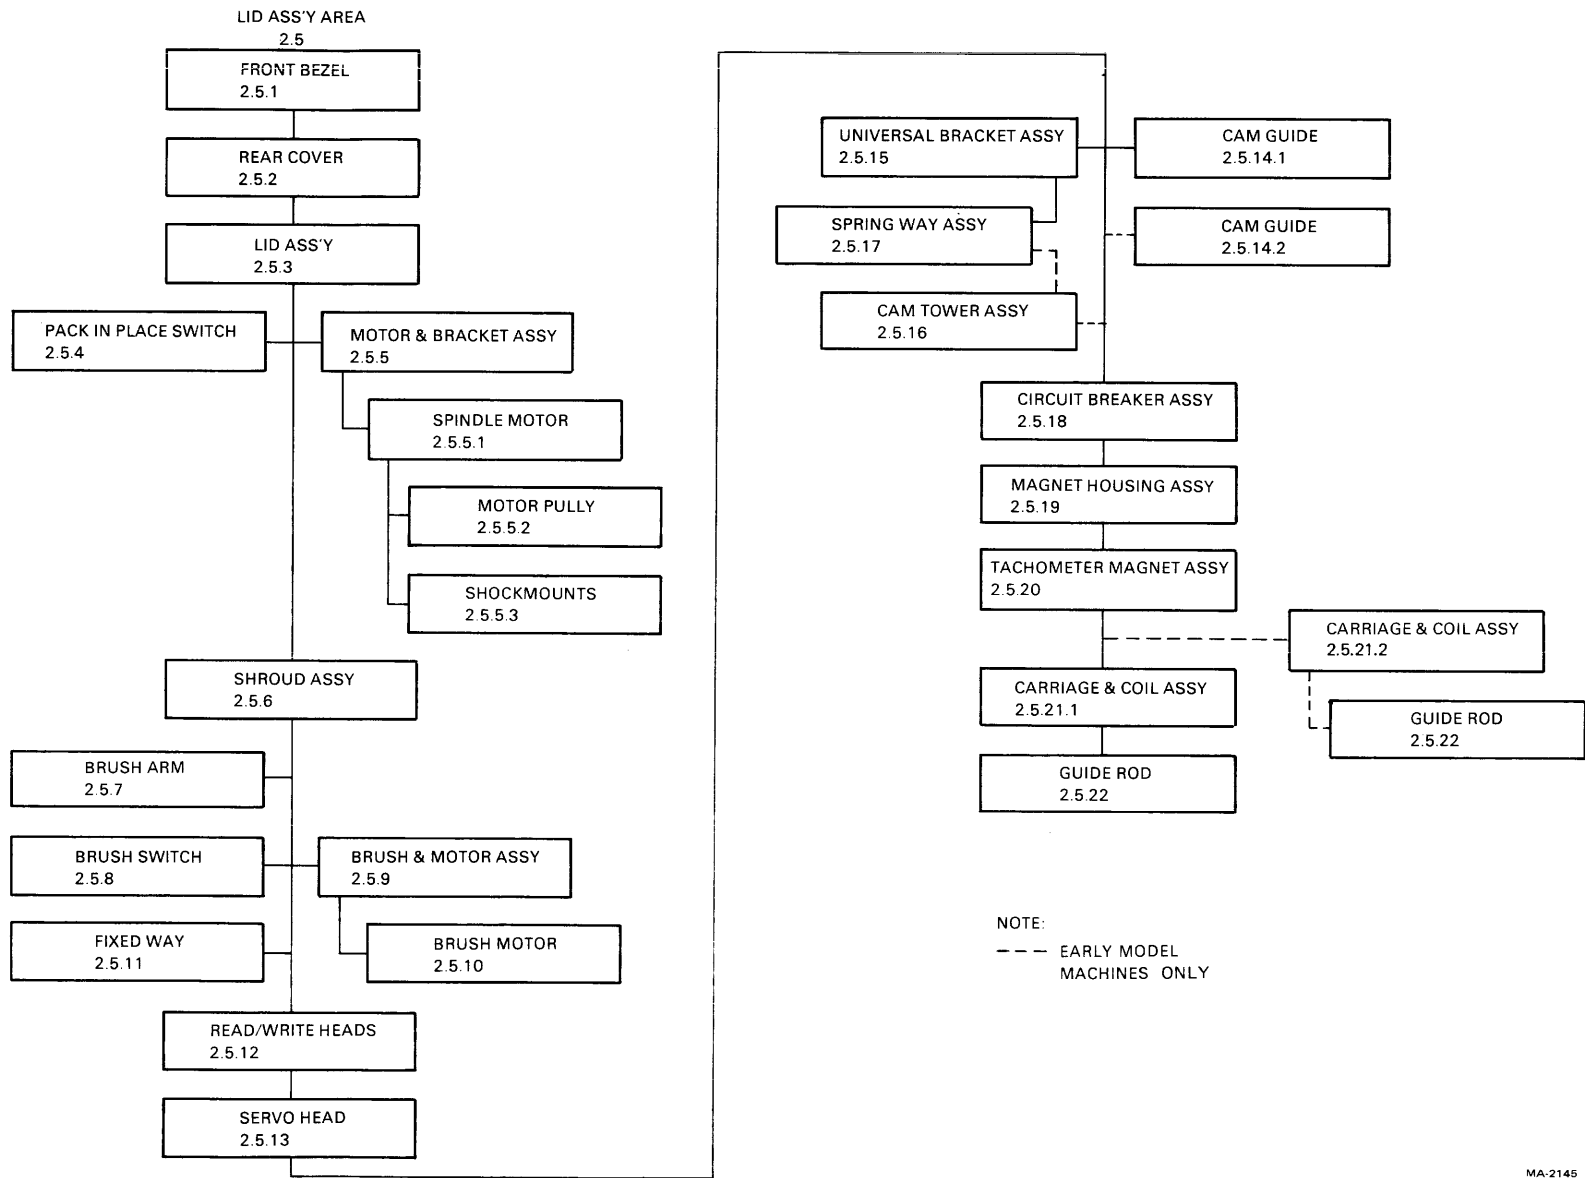 LID ASS'Y AREA
2.5
FRONT BEZEL
2.5.1
REAR COVER
2.5.2
LID ASS'Y
2.5.3
PACK IN PLACE SWITCH
2.5.4
MOTOR & BRACKET ASSY
2.5.5
SPINDLE MOTOR
2.5.5.1
MOTOR PULLY
2.5.5.2
SHOCKMOUNTS
2.5.5.3
SHROUD ASSY
2.5.6
BRUSH ARM
2.5.7
BRUSH SWITCH
2.5.8
BRUSH & MOTOR ASSY
2.5.9
FIXED WAY
2.5.11
BRUSH MOTOR
2.5.10
READ/WRITE HEADS
2.5.12
SERVO HEAD
2.5.13
UNIVERSAL BRACKET ASSY
2.5.15
CAM GUIDE
2.5.14.1
SPRING WAY ASSY
2.5.17
CAM GUIDE
2.5.14.2
CAM TOWER ASSY
2.5.16
CIRCUIT BREAKER ASSY
2.5.18
MAGNET HOUSING ASSY
2.5.19
TACHOMETER MAGNET ASSY
2.5.20
CARRIAGE & COIL ASSY
2.5.21.2
CARRIAGE & COIL ASSY
2.5.21.1
GUIDE ROD
2.5.22
GUIDE ROD
2.5.22
NOTE:
EARLY MODEL
MACHINES ONLY
MA-2145